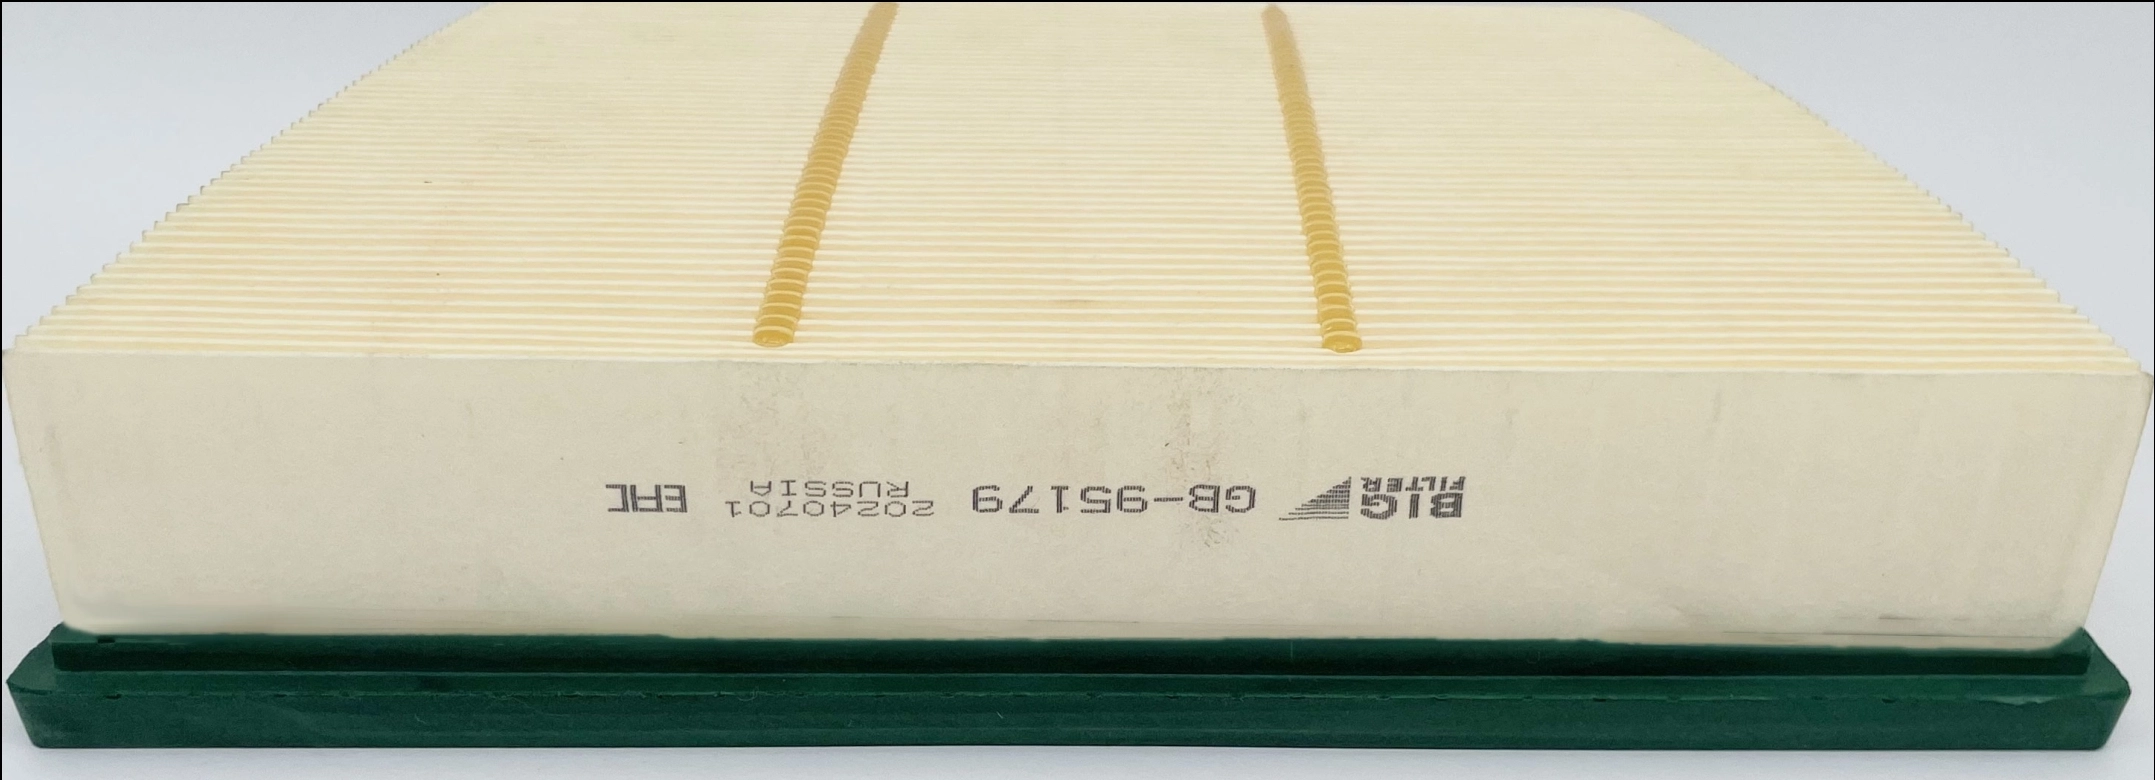 BIG
FILTER
GB-95179
20240701
RUSSIA
EAC